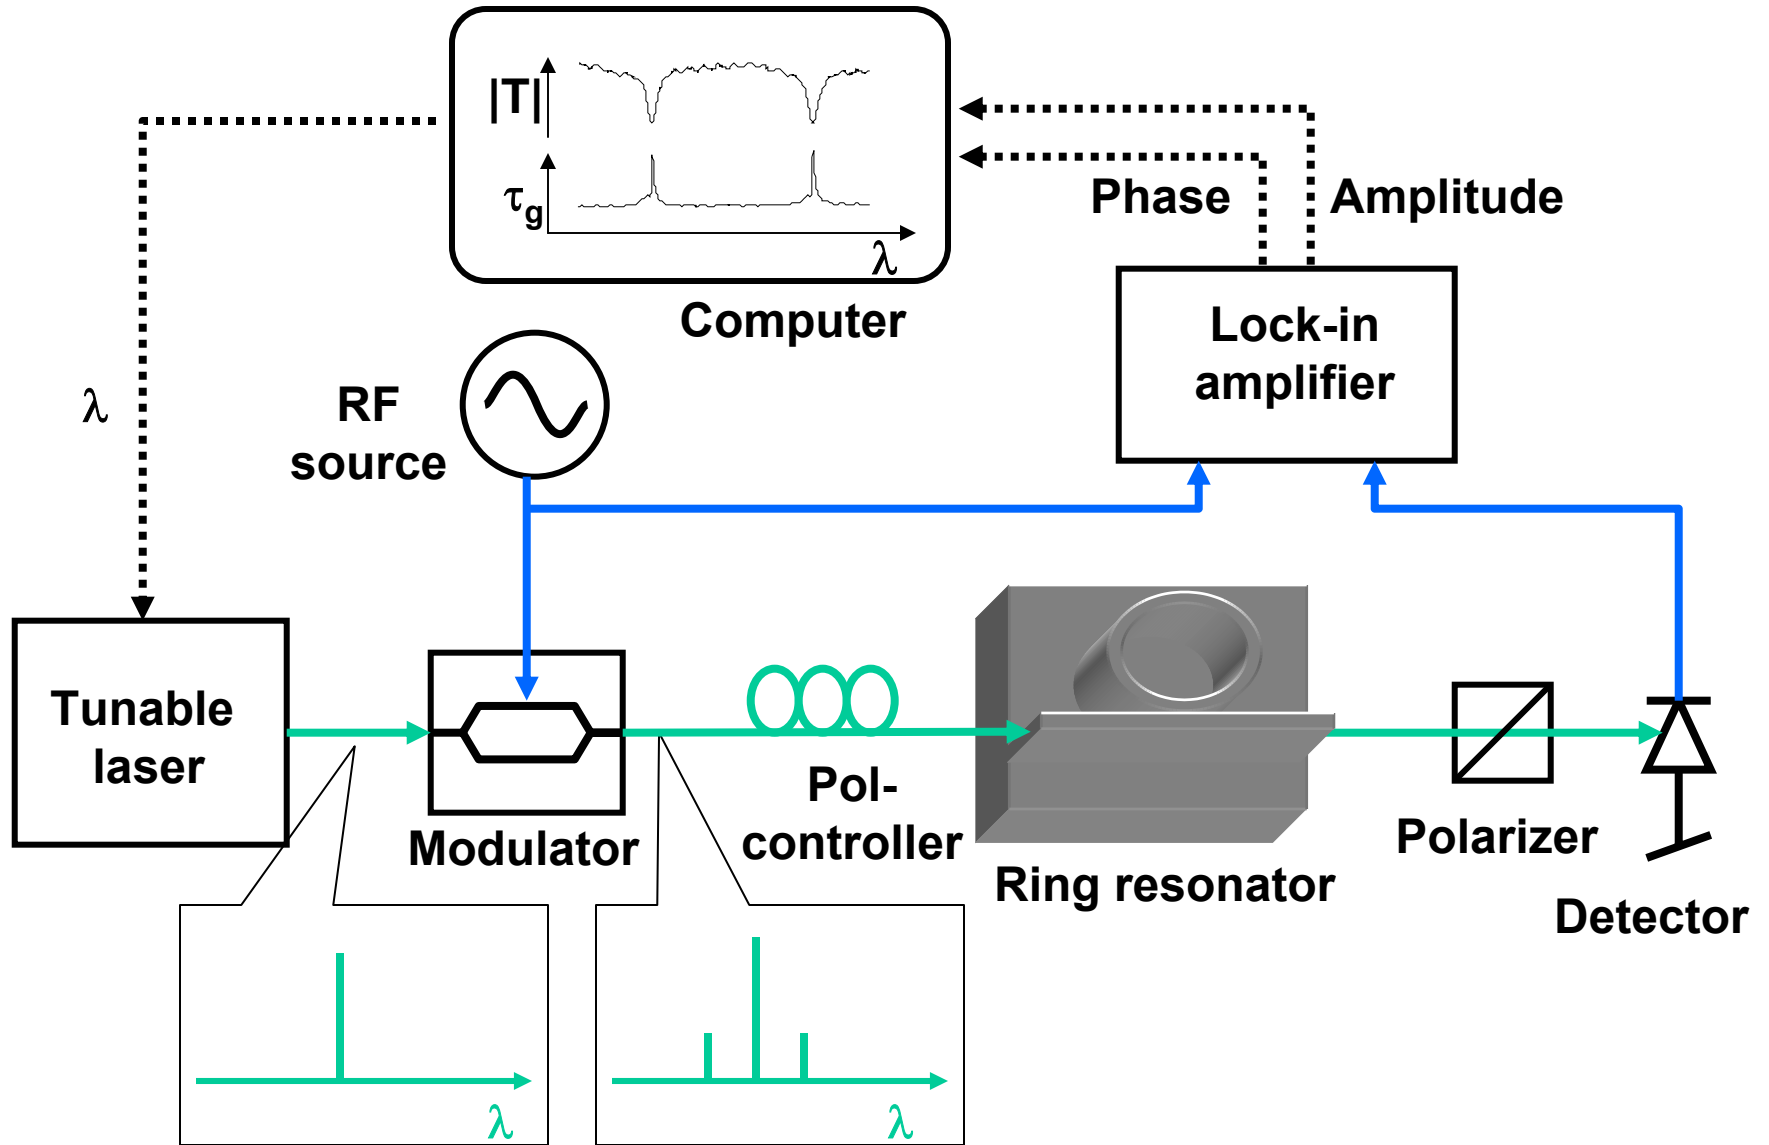 |T|
τg
λ
Computer
Phase
Amplitude
Lock-in
amplifier
RF
source
λ
Tunable
laser
Modulator
Pol-
controller
Ring resonator
Polarizer
Detector
λ
λ